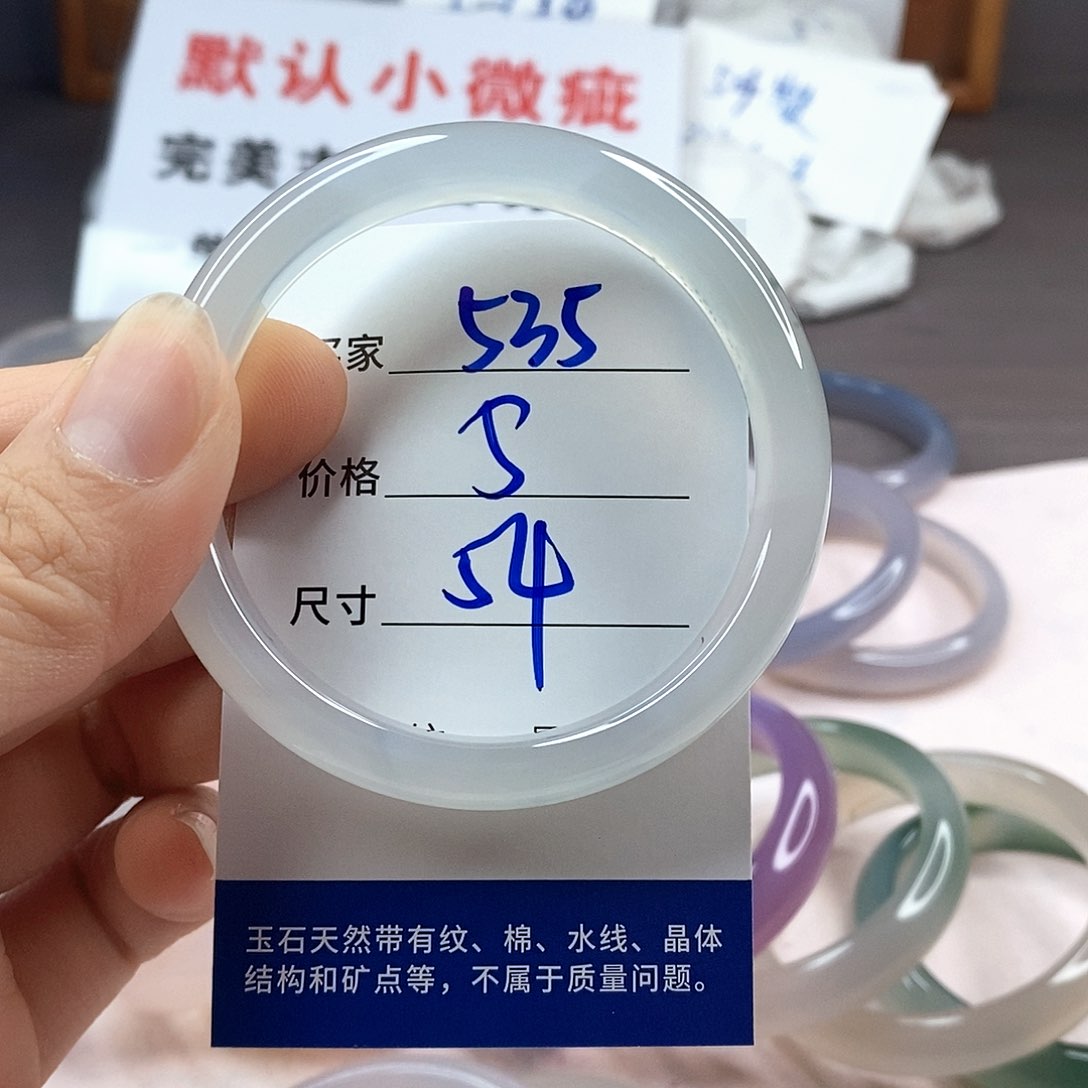 默认小微疵
完美
535
家
价格 S
尺寸 54
玉石天然带有纹、棉、水线、晶体
结构和矿点等，不属于质量问题。